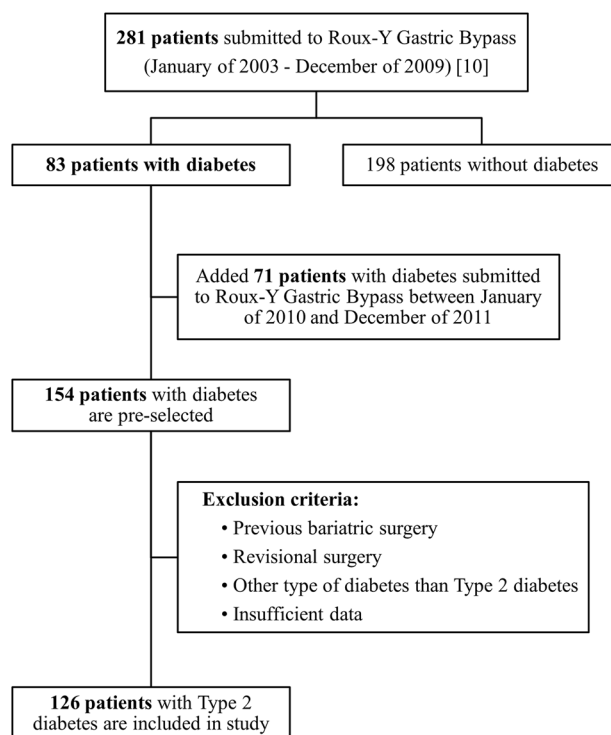 281 patients submitted to Roux-Y Gastric Bypass
(January of 2003 - December of 2009) [10]
83 patients with diabetes
198 patients without diabetes
Added 71 patients with diabetes submitted
to Roux-Y Gastric Bypass between January
of 2010 and December of 2011
154 patients with diabetes
are pre-selected
Exclusion criteria:
• Previous bariatric surgery
• Revisional surgery
• Other type of diabetes than Type 2 diabetes
• Insufficient data
126 patients with Type 2
diabetes are included in study